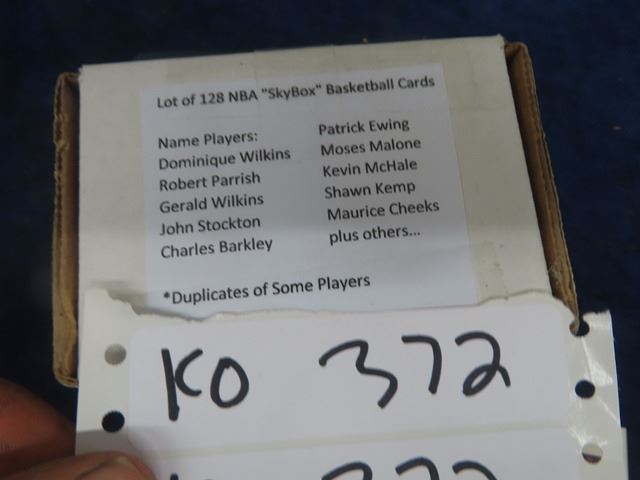 Lot of 128 NBA "SkyBox" Basketball Cards
Name Players:
Dominique Wilkins
Robert Parrish
Gerald Wilkins
John Stockton
Charles Barkley
Patrick Ewing
Moses Malone
Kevin McHale
Shawn Kemp
Maurice Cheeks
plus others...
*Duplicates of Some Players
KO 372
372